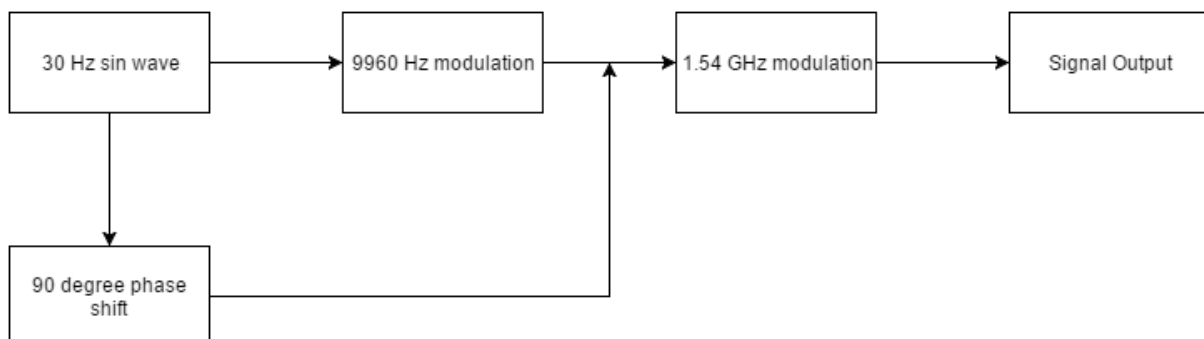 30 Hz sin wave
9960 Hz modulation
1.54 GHz modulation
Signal Output
90 degree phase
shift